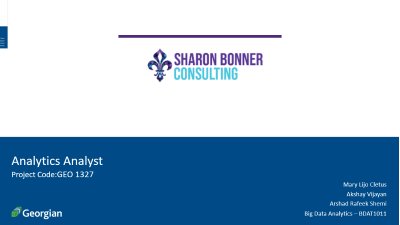 SHARON BONNER
CONSULTING
Analytics Analyst
Project Code:GEO 1327
Mary Lijo Cletus
Akshay Vijayan
Arshad Rafeek Shemi
Big Data Analytics – BDAT1011
Georgian